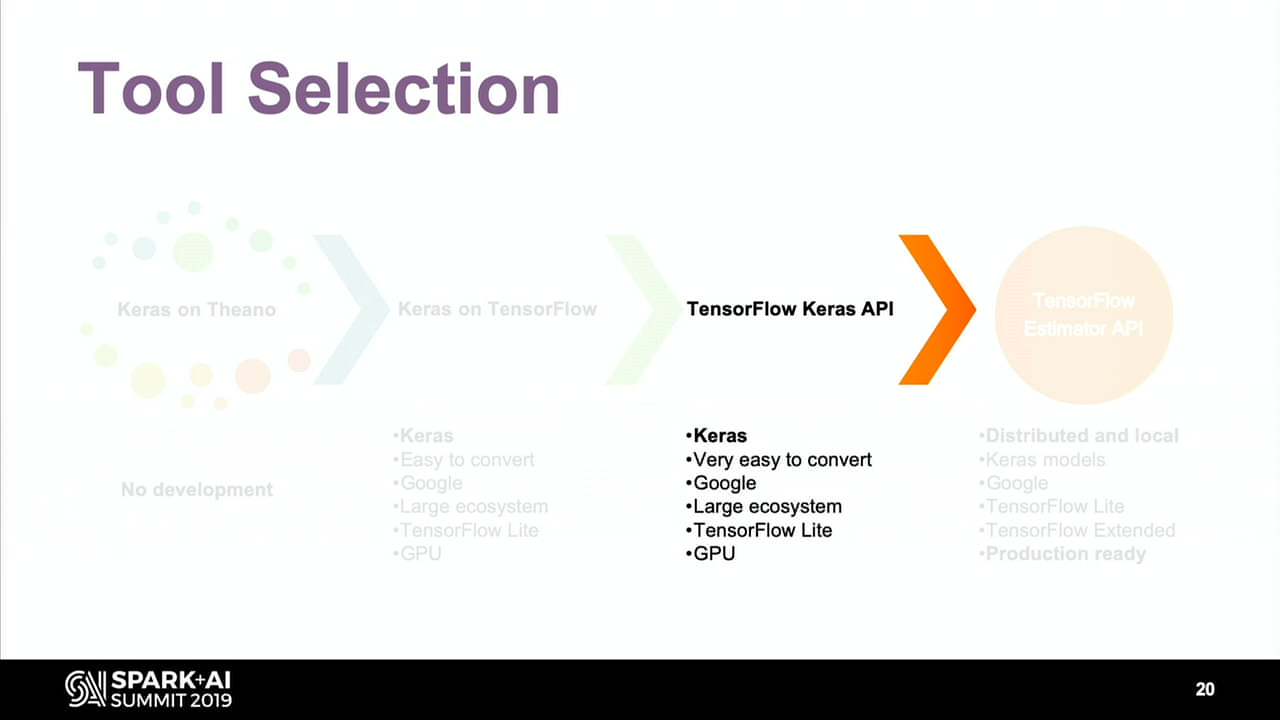 Tool Selection
Keras on Theano
Keras on TensorFlow
TensorFlow Keras API
TensorFlow
Estimator API
No development
•Keras
•Easy to convert
•Google
•Large ecosystem
•TensorFlow Lite
•GPU
•Keras
•Very easy to convert
•Google
•Large ecosystem
•TensorFlow Lite
•GPU
•Distributed and local
•Keras models
•Google
•TensorFlow Lite
•TensorFlow Extended
•Production ready
SPARK+AI
SUMMIT 2019
20